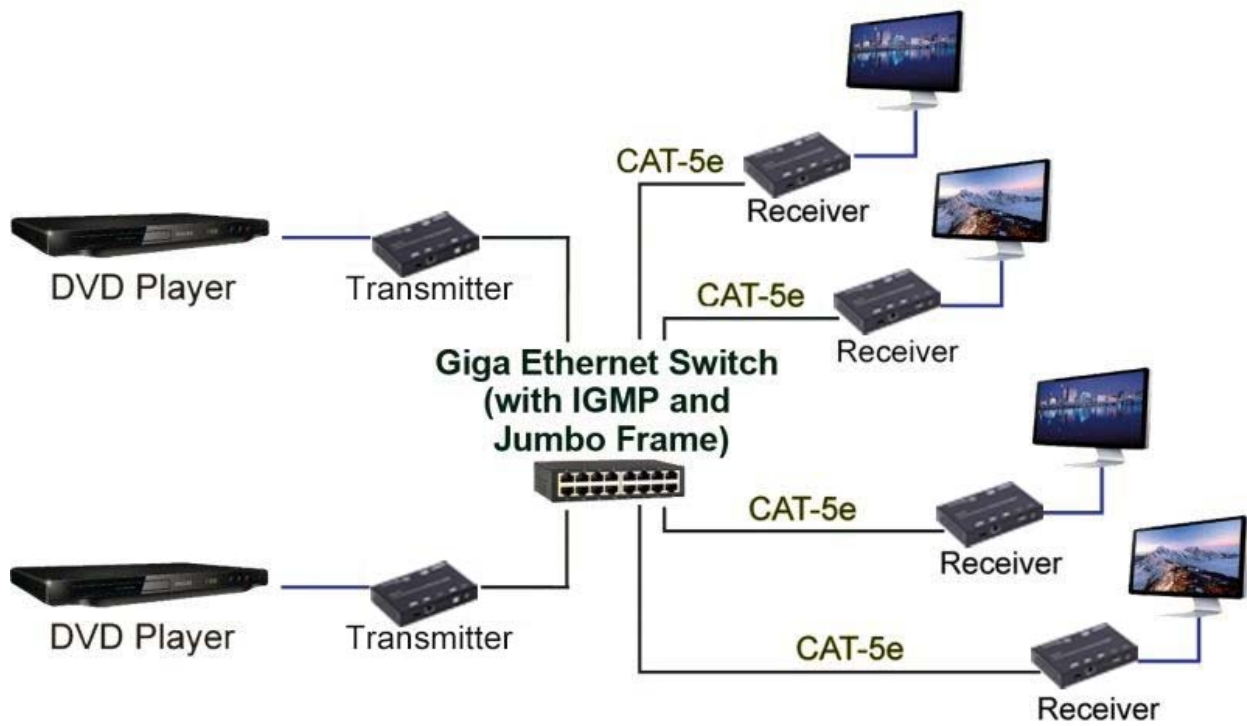 CAT-5e
Receiver
DVD Player
Transmitter
CAT-5e
Receiver
Giga Ethernet Switch
(with IGMP and
Jumbo Frame)
CAT-5e
Receiver
DVD Player
Transmitter
CAT-5e
Receiver